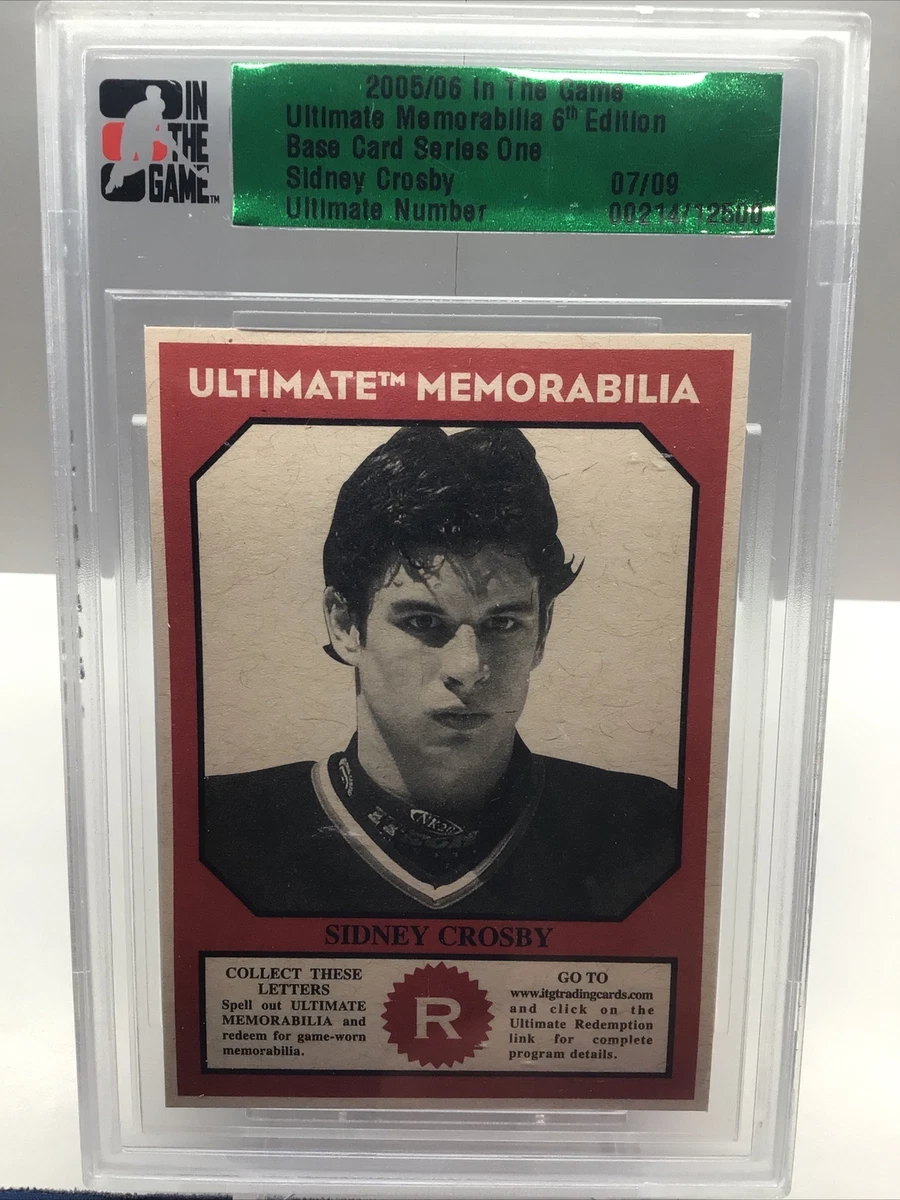 IN
THE
GAME™
2005/06 In The Game
Ultimate Memorabilia 6th Edition
Base Card Series One
Sidney Crosby 07/09
Ultimate Number 00214/12500
ULTIMATE™ MEMORABILIA
SIDNEY CROSBY
COLLECT THESE
LETTERS
Spell out ULTIMATE
MEMORABILIA and
redeem for game-worn
memorabilia.
R
GO TO
www.itgtradingcards.com
and click on the
Ultimate Redemption
link for complete
program details.